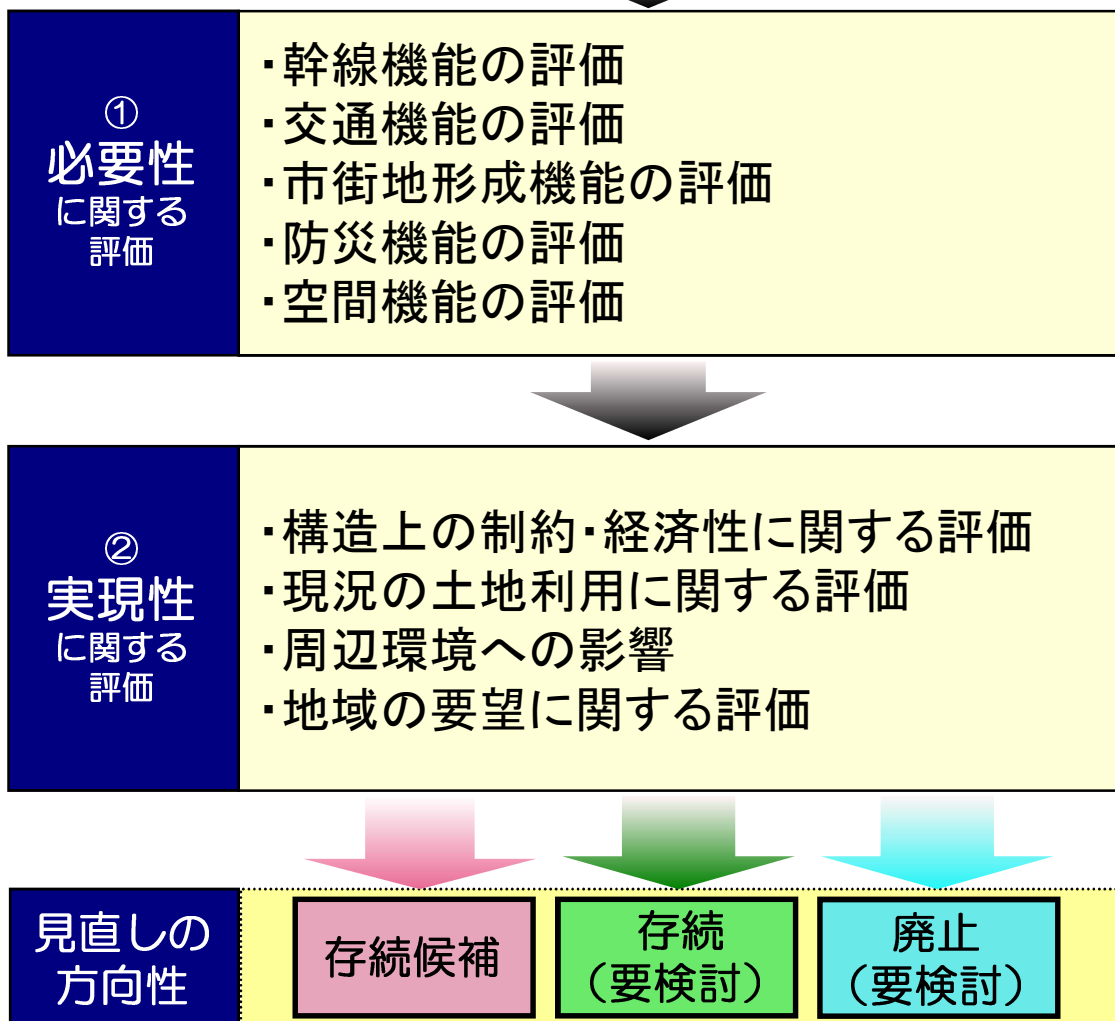 ①
必要性
に関する
評価
・幹線機能の評価
・交通機能の評価
・市街地形成機能の評価
・防災機能の評価
・空間機能の評価
②
実現性
に関する
評価
・構造上の制約・経済性に関する評価
・現況の土地利用に関する評価
・周辺環境への影響
・地域の要望に関する評価
見直しの
方向性
存続候補
存続
（要検討）
廃止
（要検討）